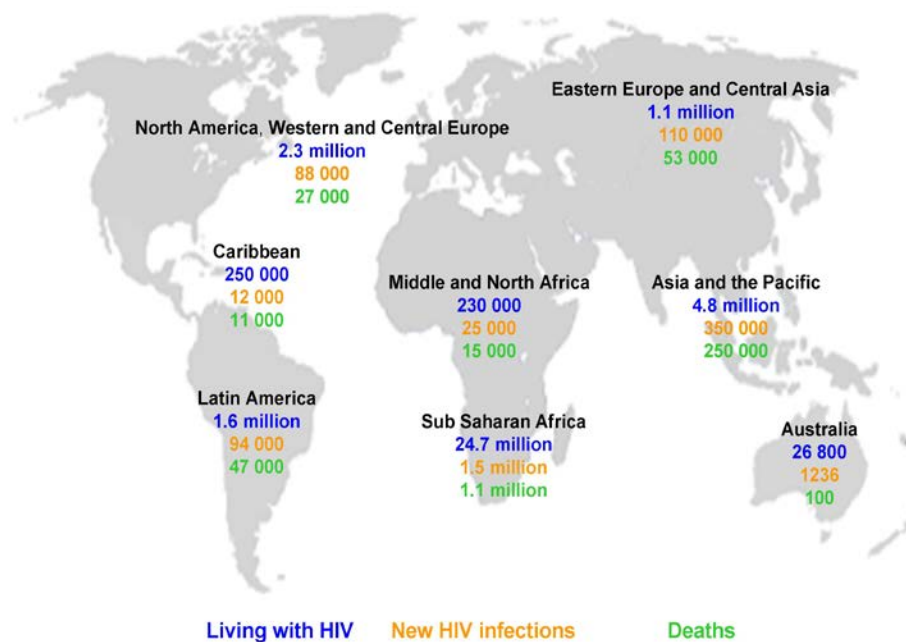 Eastern Europe and Central Asia
1.1 million
110 000
53 000
North America, Western and Central Europe
2.3 million
88 000
27 000
Caribbean
250 000
12 000
11 000
Middle and North Africa
230 000
25 000
15 000
Asia and the Pacific
4.8 million
350 000
250 000
Latin America
1.6 million
94 000
47 000
Sub Saharan Africa
24.7 million
1.5 million
1.1 million
Australia
26 800
1236
100
Living with HIV New HIV infections Deaths